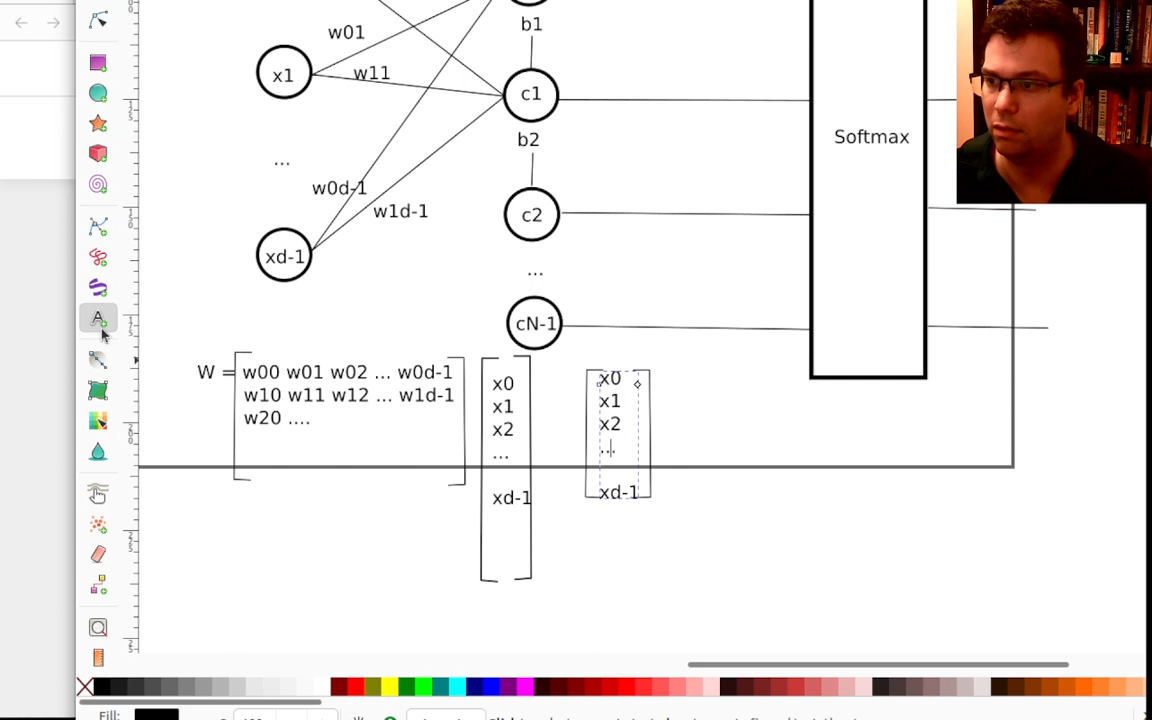 b1
w01
x1
w11
c1
Softmax
b2
...
w0d-1
w1d-1
c2
xd-1
...
cN-1
W = w00 w01 w02 ... w0d-1
w10 w11 w12 ... w1d-1
w20 ....
x0
x1
x2
...
xd-1
x0
x1
x2
...
xd-1
Fill: